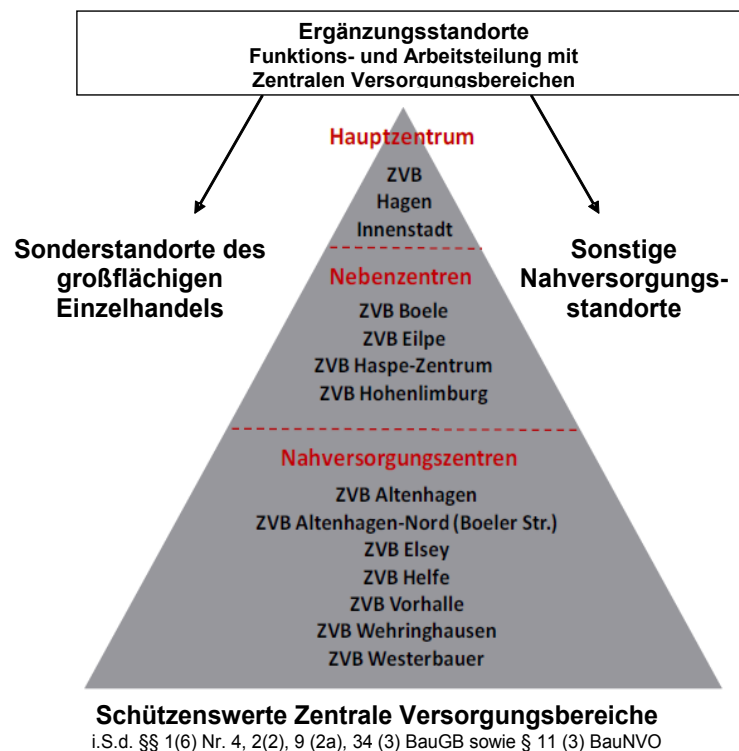 Ergänzungsstandorte
Funktions- und Arbeitsteilung mit
Zentralen Versorgungsbereichen
Hauptzentrum
ZVB
Hagen
Innenstadt
Sonderstandorte des
großflächigen
Einzelhandels
Sonstige
Nahversorgungs-
standorte
Nebenzentren
ZVB Boele
ZVB Eilpe
ZVB Haspe-Zentrum
ZVB Hohenlimburg
Nahversorgungszentren
ZVB Altenhagen
ZVB Altenhagen-Nord (Boeler Str.)
ZVB Elsey
ZVB Helfe
ZVB Vorhalle
ZVB Wehringhausen
ZVB Westerbauer
Schützenswerte Zentrale Versorgungsbereiche
i.S.d. §§ 1(6) Nr. 4, 2(2), 9 (2a), 34 (3) BauGB sowie § 11 (3) BauNVO